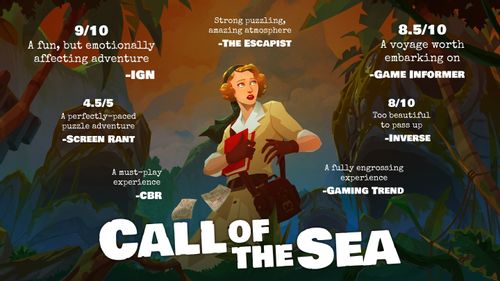 9/10
A fun, but emotionally
affecting adventure
-IGN
Strong puzzling,
amazing atmosphere
-The Escapist
8.5/10
A voyage worth
embarking on
-Game Informer
4.5/5
A perfectly-paced
puzzle adventure
-Screen Rant
8/10
Too beautiful
to pass up
-Inverse
A must-play
experience
-CBR
A fully engrossing
experience
-Gaming Trend
Call of
the Sea